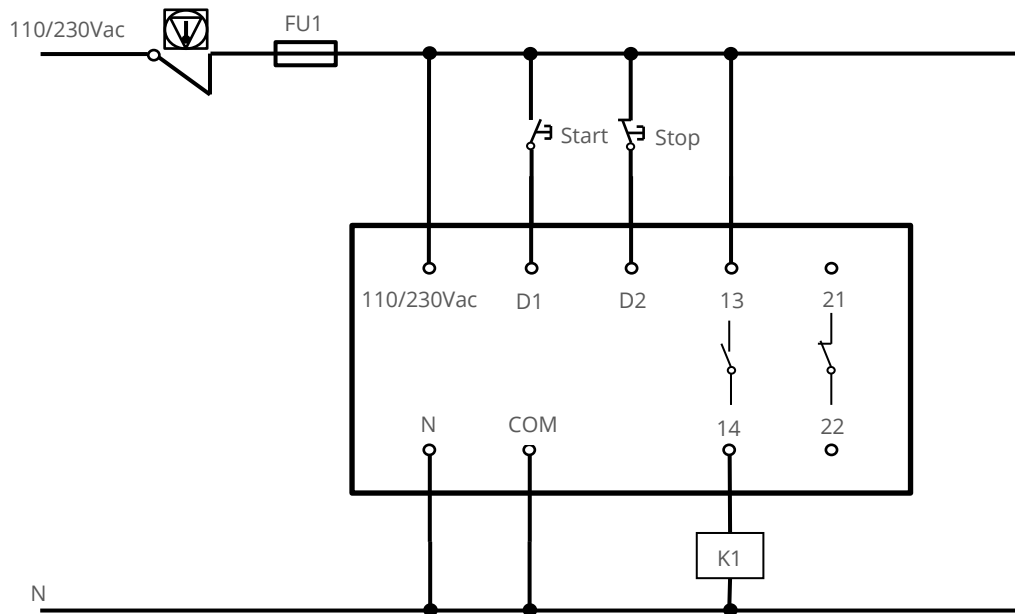 110/230Vac
FU1
Start
Stop
110/230Vac
D1
D2
13
21
N
COM
14
22
K1
N